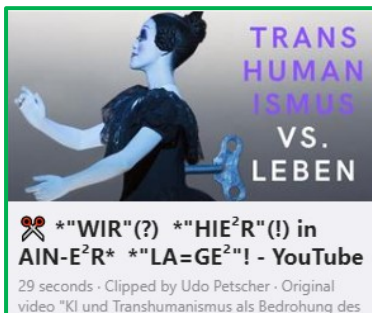 TRANS
HUMAN
ISMUS
VS.
LEBEN
*"WIR"(?) *"HIE²R"(!) in
AIN-E²R* *"LA=GE²"! - YouTube
29 seconds · Clipped by Udo Petscher · Original
video "KI und Transhumanismus als Bedrohung des